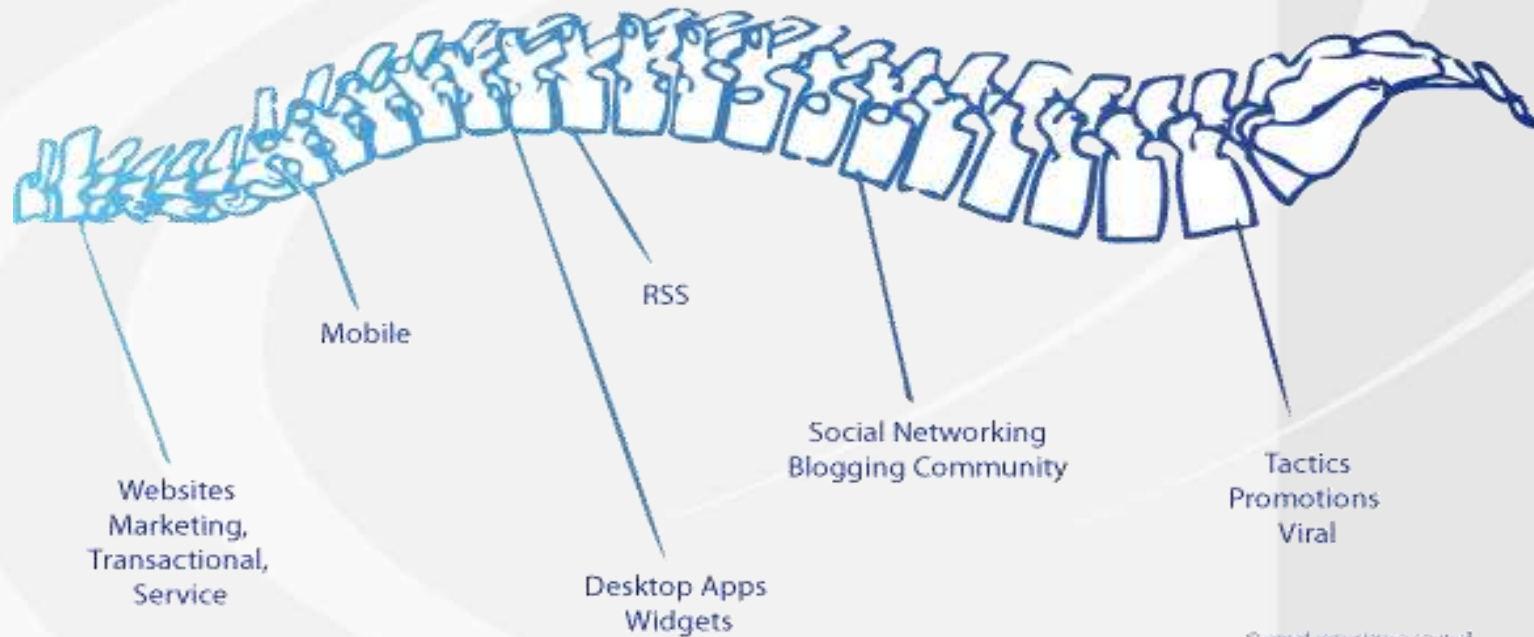 RSS
Mobile
Social Networking
Blogging Community
Tactics
Promotions
Viral
Websites
Marketing,
Transactional,
Service
Desktop Apps
Widgets